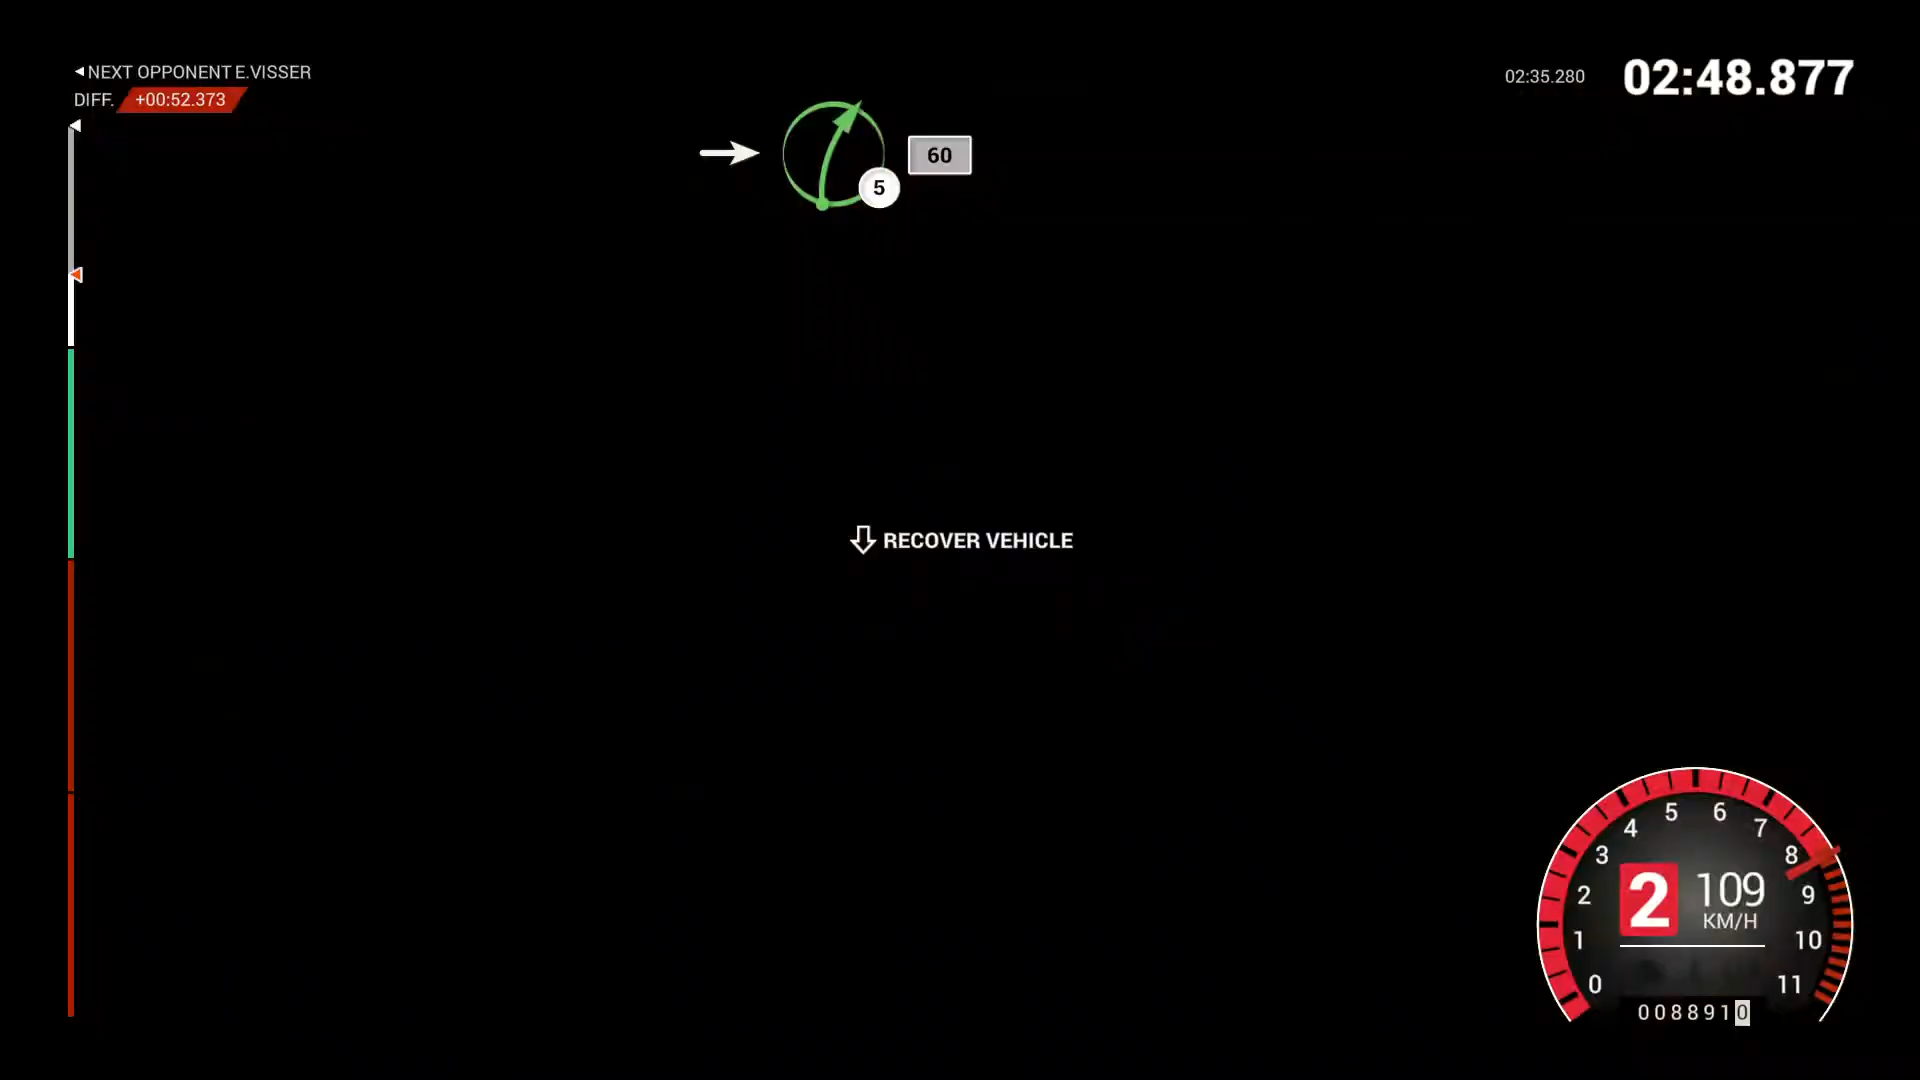 NEXT OPPONENT E.VISSER
DIFF. +00:52.373
02:35.280 02:48.877
5
60
RECOVER VEHICLE
0 1 2 3 4 5 6 7 8 9 10 11
2
109
KM/H
0088910